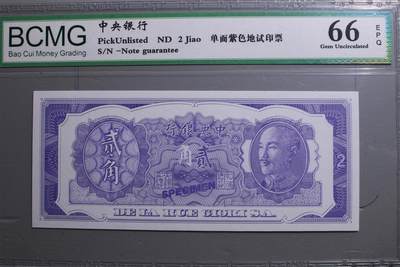 BCMG
Bao Cui Money Grading
中央銀行
PickUnlisted ND 2 Jiao 单面紫色地试印票
S/N -Note guarantee
66
Gem Uncirculated
EPQ
行銀央中
貳角
貳角
SPECIMEN
2
DE LA RUE GIORI S.A.